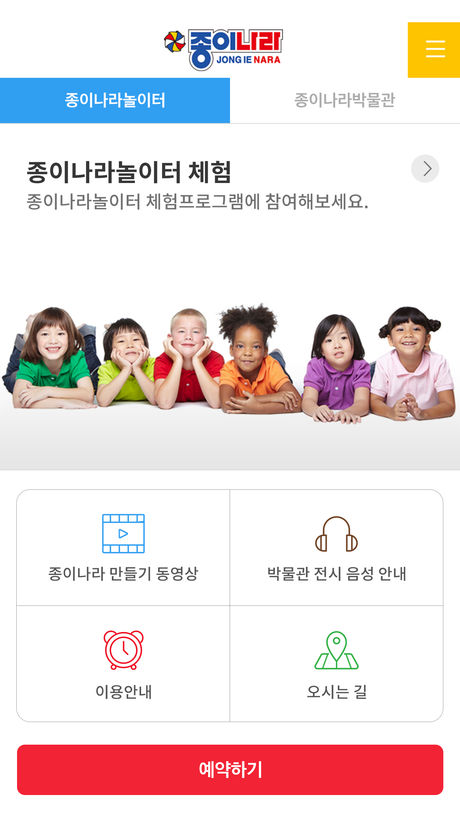 종이나라
JONG IE NARA
종이나라놀이터
종이나라박물관
종이나라놀이터 체험
종이나라놀이터 체험프로그램에 참여해보세요.
종이나라 만들기 동영상
박물관 전시 음성 안내
이용안내
오시는 길
예약하기